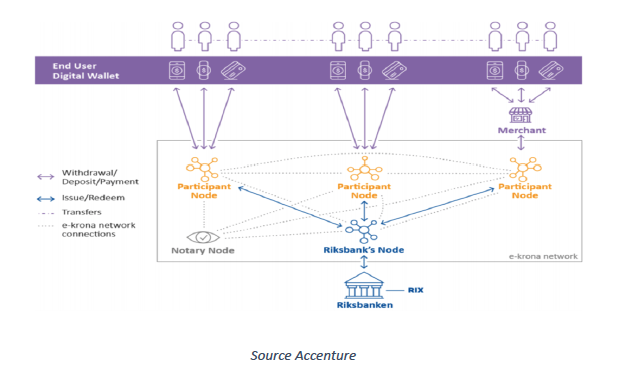 End User
Digital Wallet
Merchant
Withdrawal/
Deposit/Payment
Issue/Redeem
Transfers
e-krona network
connections
Participant
Node
Participant
Node
Participant
Node
Notary Node
Riksbank's Node
e-krona network
RIX
Riksbanken
Source Accenture